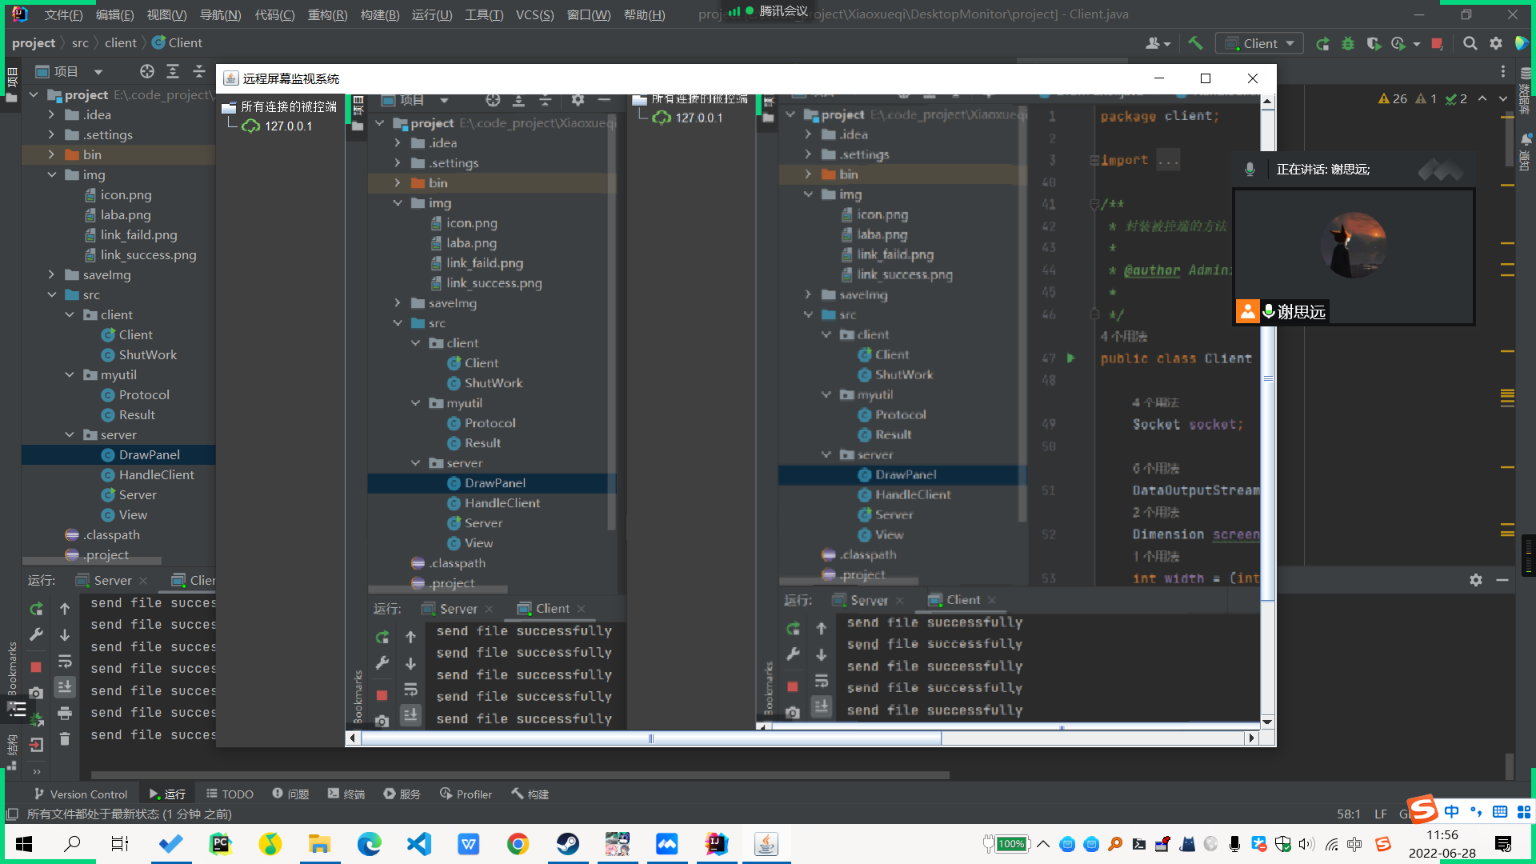 文件(F) 编辑(E) 视图(V) 导航(N) 代码(C) 重构(R) 构建(B) 运行(U) 工具(T) VCS(S) 窗口(W) 帮助(H)
腾讯会议
project\Xiaoxueqi\DesktopMonitor\project] - Client.java
project src client Client
Client
项目
project E:\.code_project\
.idea
.settings
bin
img
icon.png
laba.png
link_faild.png
link_success.png
saveImg
src
client
Client
ShutWork
myutil
Protocol
Result
server
DrawPanel
HandleClient
Server
View
.classpath
.project
运行: Server Clien
send file succes
send file succes
send file succes
send file succes
send file succes
send file succes
send file succes
Bookmarks
结构
远程屏幕监视系统
所有连接的被控端
127.0.0.1
项目
project E:\.code_project\Xiaoxueqi
.idea
.settings
bin
img
icon.png
laba.png
link_faild.png
link_success.png
saveImg
src
client
Client
ShutWork
myutil
Protocol
Result
server
DrawPanel
HandleClient
Server
View
.classpath
.project
运行: Server Client
send file successfully
send file successfully
send file successfully
send file successfully
send file successfully
Bookmarks
所有连接的被控端
127.0.0.1
project E:\.code_project\Xiaoxueqi
.idea
.settings
bin
img
icon.png
laba.png
link_faild.png
link_success.png
saveImg
src
client
Client
ShutWork
myutil
Protocol
Result
server
DrawPanel
HandleClient
Server
View
.classpath
.project
运行: Server Client
send file successfully
send file successfully
send file successfully
send file successfully
send file successfully
Bookmarks
1 package client;
2
3 import ...
40
41 /**
42 * 封装被控端的方法
43 *
44 * @author Admini
45 *
46 */
4 个用法
47 public class Client
48
4 个用法
49 Socket socket;
50
6 个用法
51 DataOutputStream
2 个用法
52 Dimension screen
1 个用法
53 int width = (int
26 1 2
数据库
通知
正在讲话: 谢思远;
谢思远
Version Control 运行 TODO 问题 终端 服务 Profiler 构建
所有文件都处于最新状态 (1 分钟 之前)
58:1 LF
中
100%
中
11:56
2022-06-28